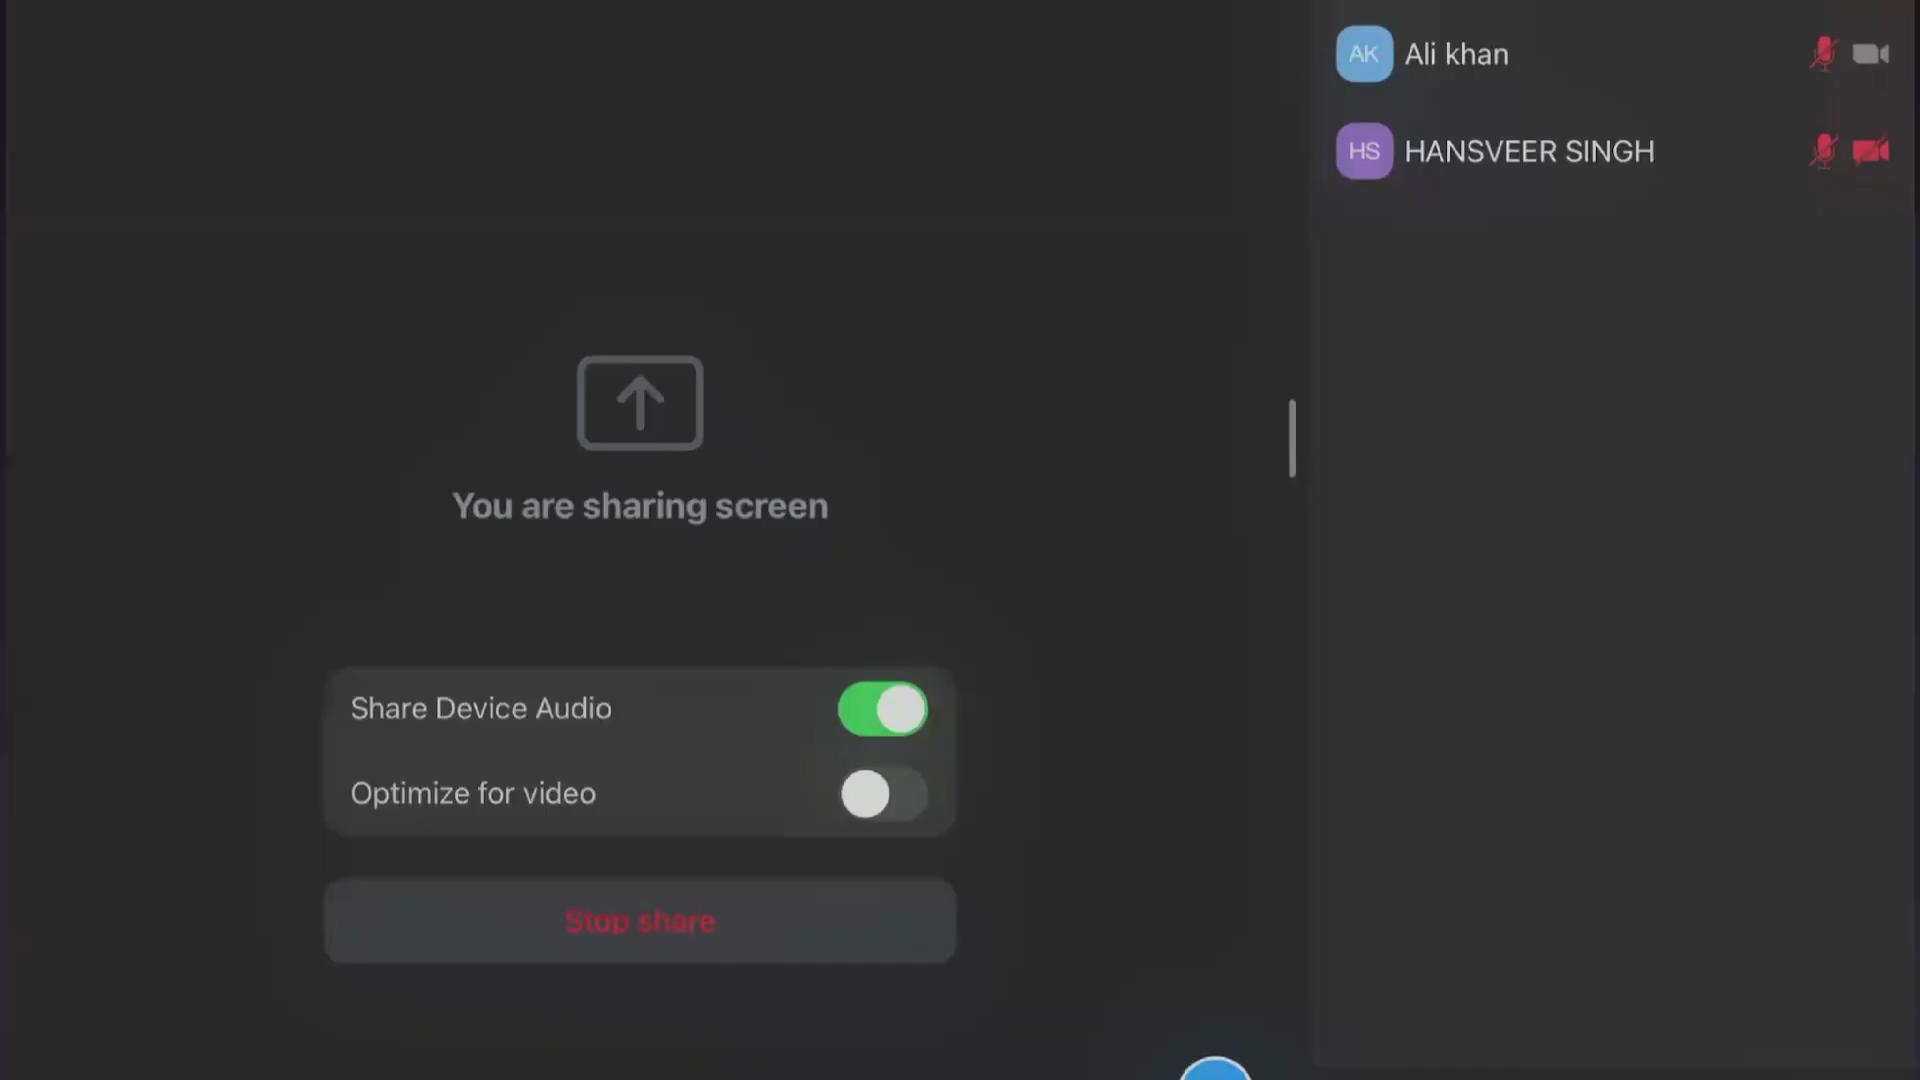 AK Ali khan
HS HANSVEER SINGH
You are sharing screen
Share Device Audio
Optimize for video
Stop share